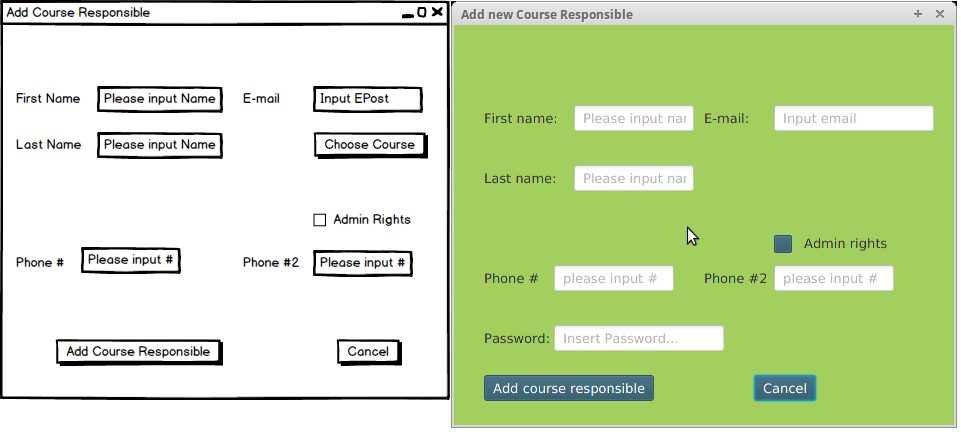 Add Course Responsible
First Name Please input Name E-mail Input EPost
Last Name Please input Name Choose Course
Admin Rights
Phone # Please input # Phone #2 Please input #
Add Course Responsible Cancel
Add new Course Responsible
First name: Please input nar E-mail: Input email
Last name: Please input nar
Admin rights
Phone # please input # Phone #2 please input #
Password: Insert Password...
Add course responsible Cancel